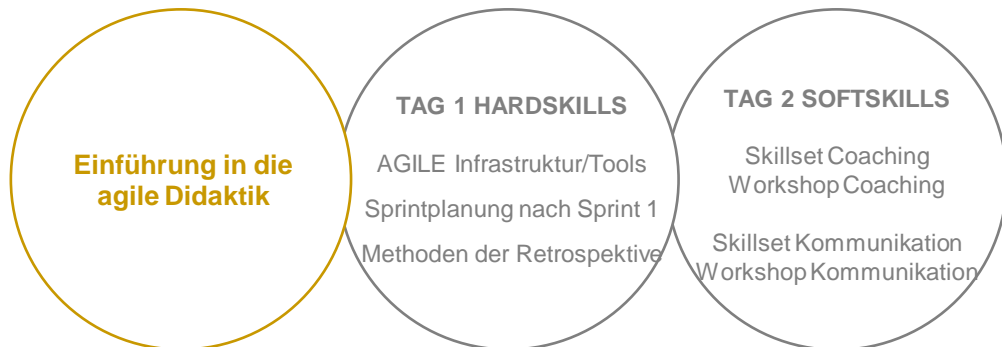 Einführung in die
agile Didaktik
TAG 1 HARDSKILLS
AGILE Infrastruktur/Tools
Sprintplanung nach Sprint 1
Methoden der Retrospektive
TAG 2 SOFTSKILLS
Skillset Coaching
Workshop Coaching
Skillset Kommunikation
Workshop Kommunikation